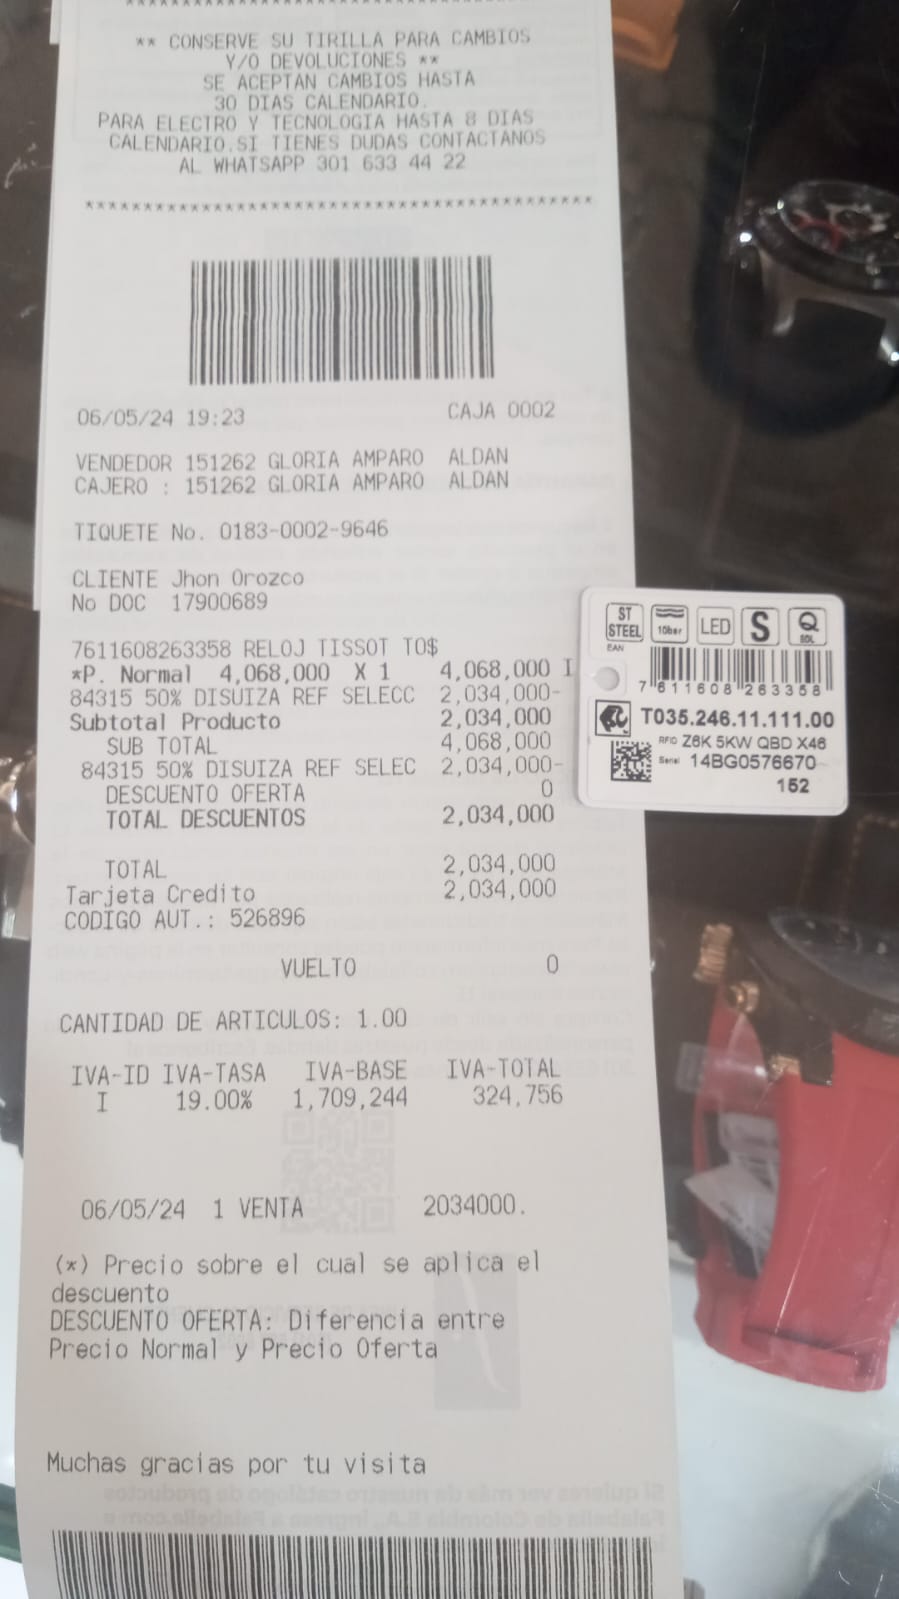 ** CONSERVE SU TIRILLA PARA CAMBIOS
Y/O DEVOLUCIONES **
SE ACEPTAN CAMBIOS HASTA
30 DIAS CALENDARIO.
PARA ELECTRO Y TECNOLOGIA HASTA 8 DIAS
CALENDARIO.SI TIENES DUDAS CONTACTANOS
AL WHATSAPP 301 633 44 22
06/05/24 19:23 CAJA 0002
VENDEDOR 151262 GLORIA AMPARO ALDAN
CAJERO : 151262 GLORIA AMPARO ALDAN
TIQUETE No. 0183-0002-9646
CLIENTE Jhon Orozco
No DOC 17900689
7611608263358 RELOJ TISSOT TO$
*P. Normal 4,068,000 X 1 4,068,000 I
84315 50% DISUIZA REF SELECC 2,034,000-
Subtotal Producto 2,034,000
SUB TOTAL 4,068,000
84315 50% DISUIZA REF SELEC 2,034,000-
DESCUENTO OFERTA 0
TOTAL DESCUENTOS 2,034,000
TOTAL 2,034,000
Tarjeta Credito 2,034,000
CODIGO AUT.: 526896
VUELTO 0
CANTIDAD DE ARTICULOS: 1.00
IVA-ID IVA-TASA IVA-BASE IVA-TOTAL
I 19.00% 1,709,244 324,756
06/05/24 1 VENTA 2034000.
(*) Precio sobre el cual se aplica el
descuento
DESCUENTO OFERTA: Diferencia entre
Precio Normal y Precio Oferta
Muchas gracias por tu visita
ST STEEL 10bar LED S Q SOL
EAN
7 611608 263358
T035.246.11.111.00
RFID Z6K 5KW QBD X46
Serial 14BG0576670
152